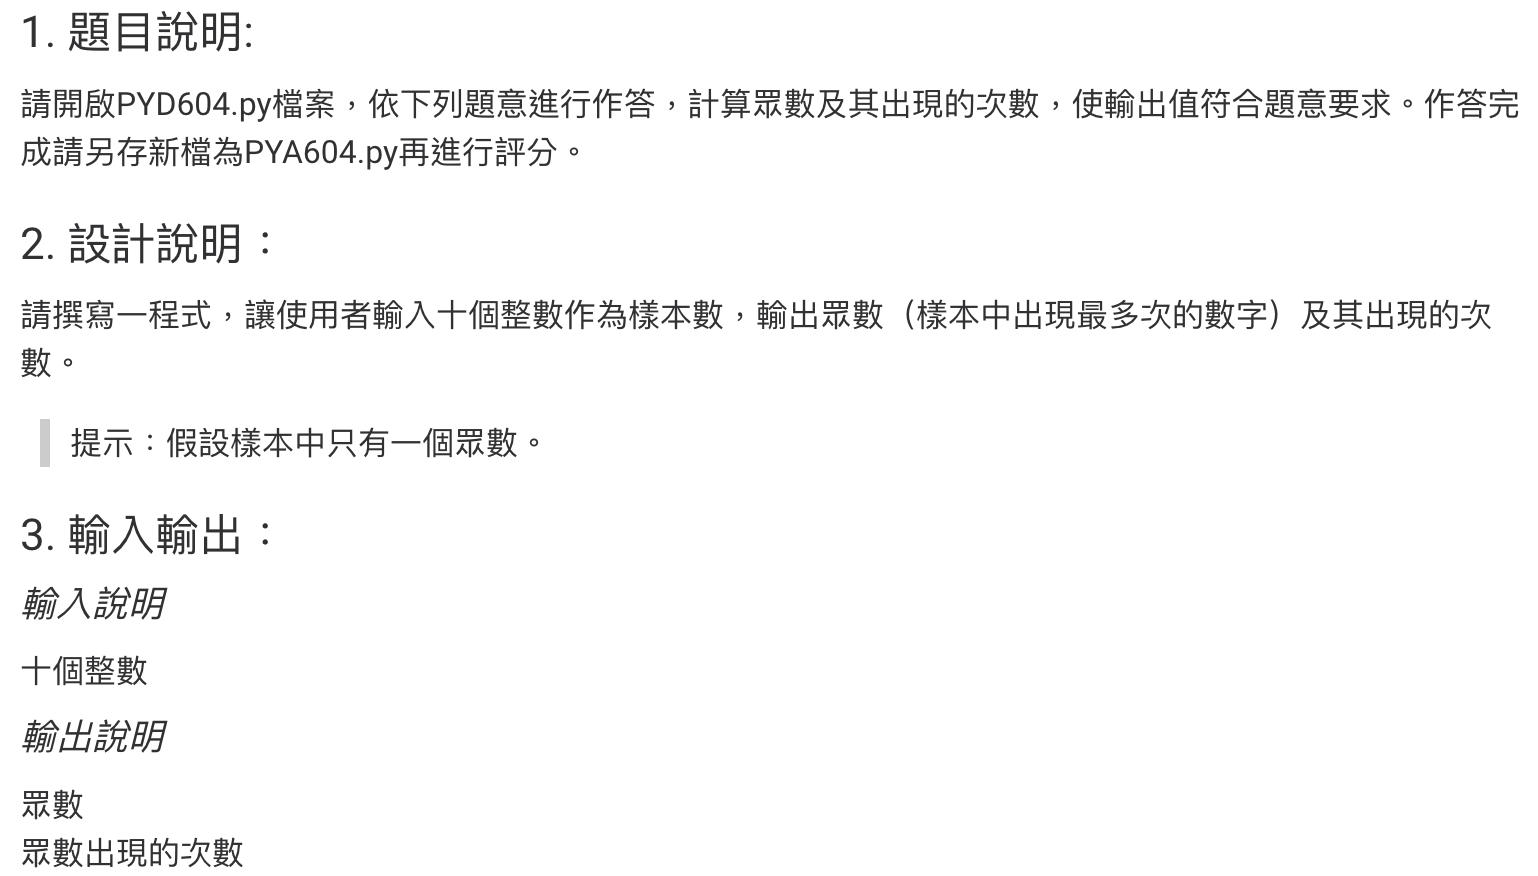 1. 題目說明:
請開啟PYD604.py檔案，依下列題意進行作答，計算眾數及其出現的次數，使輸出值符合題意要求。作答完
成請另存新檔為PYA604.py再進行評分。
2. 設計說明：
請撰寫一程式，讓使用者輸入十個整數作為樣本數，輸出眾數（樣本中出現最多次的數字）及其出現的次
數。
提示：假設樣本中只有一個眾數。
3. 輸入輸出：
輸入說明
十個整數
輸出說明
眾數
眾數出現的次數